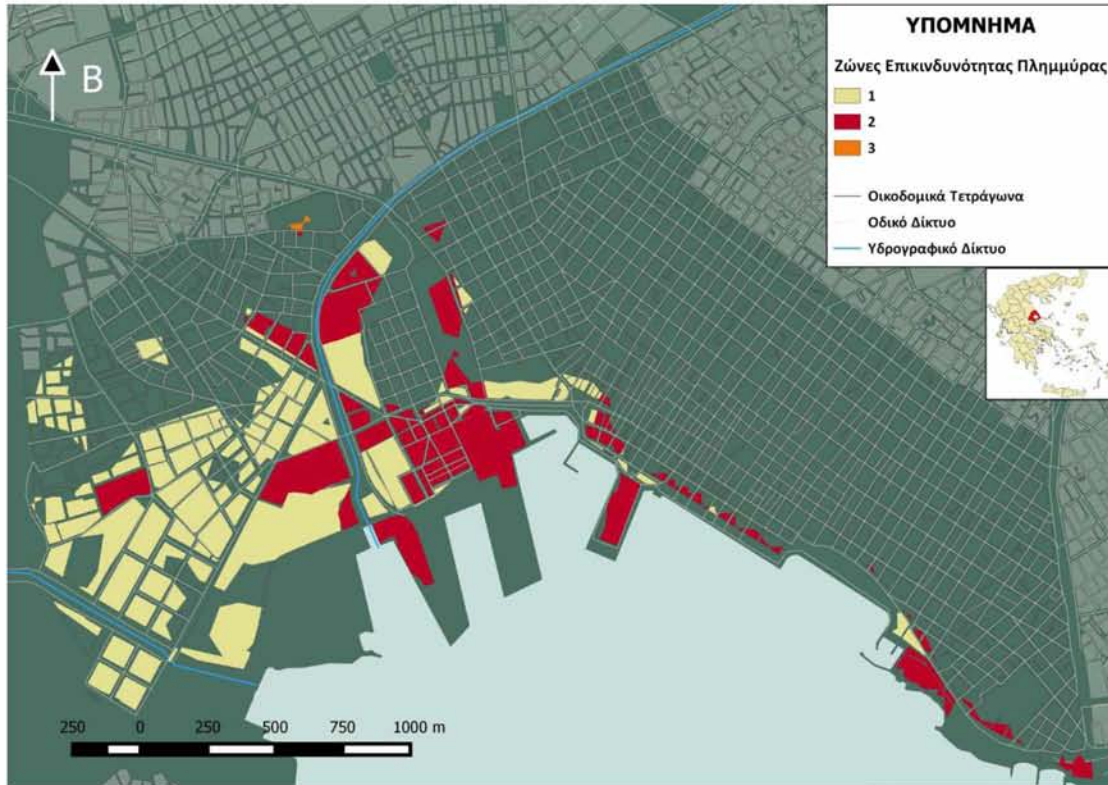 B
ΥΠΟΜΝΗΜΑ
Ζώνες Επικινδυνότητας Πλημμύρας
1
2
3
Οικοδομικά Τετράγωνα
Οδικό Δίκτυο
Υδρογραφικό Δίκτυο
250 0 250 500 750 1000 m